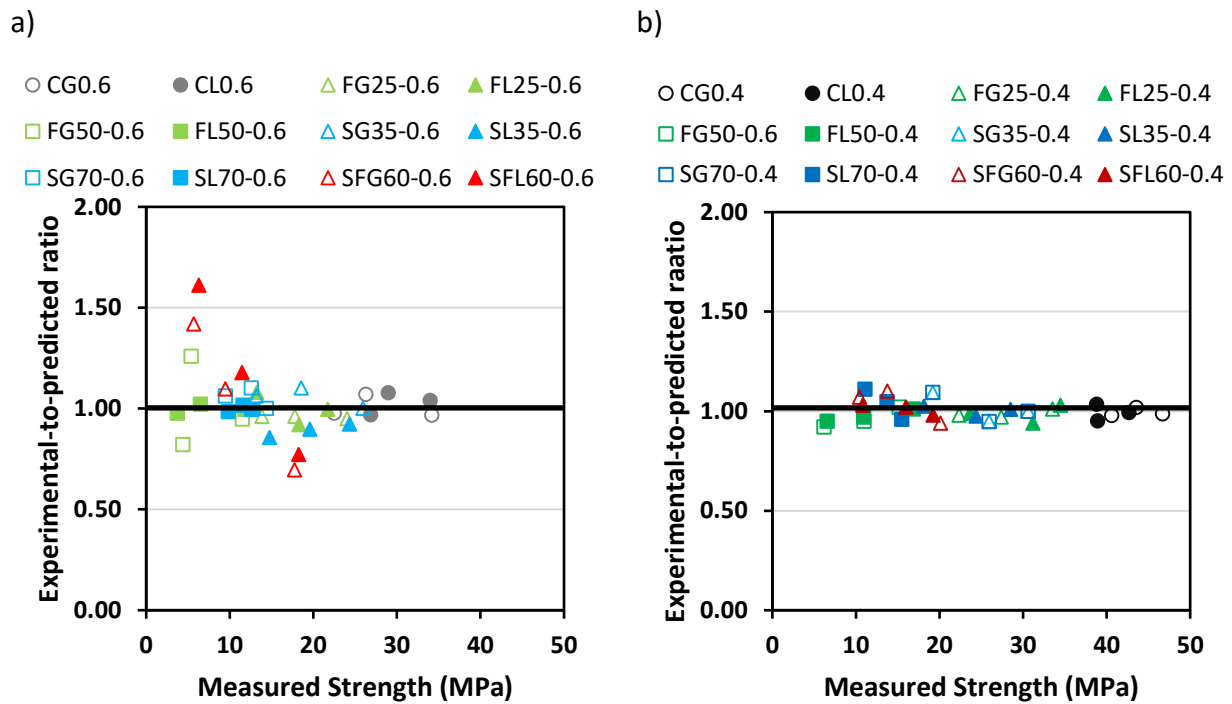 a)
CG0.6 CL0.6 FG25-0.6 FL25-0.6
FG50-0.6 FL50-0.6 SG35-0.6 SL35-0.6
SG70-0.6 SL70-0.6 SFG60-0.6 SFL60-0.6
Experimental-to-predicted ratio
2.00
1.50
1.00
0.50
0.00
0 10 20 30 40 50
Measured Strength (MPa)
b)
CG0.4 CL0.4 FG25-0.4 FL25-0.4
FG50-0.6 FL50-0.4 SG35-0.4 SL35-0.4
SG70-0.4 SL70-0.4 SFG60-0.4 SFL60-0.4
Experimental-to-predicted raatio
2.00
1.50
1.00
0.50
0.00
0 10 20 30 40 50
Measured Strength (MPa)